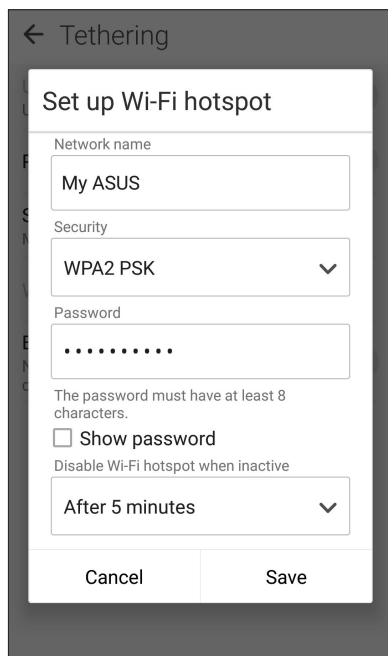 Tethering
Set up Wi-Fi hotspot
Network name
My ASUS
Security
WPA2 PSK
Password
••••••••••
The password must have at least 8
characters.
Show password
Disable Wi-Fi hotspot when inactive
After 5 minutes
Cancel Save